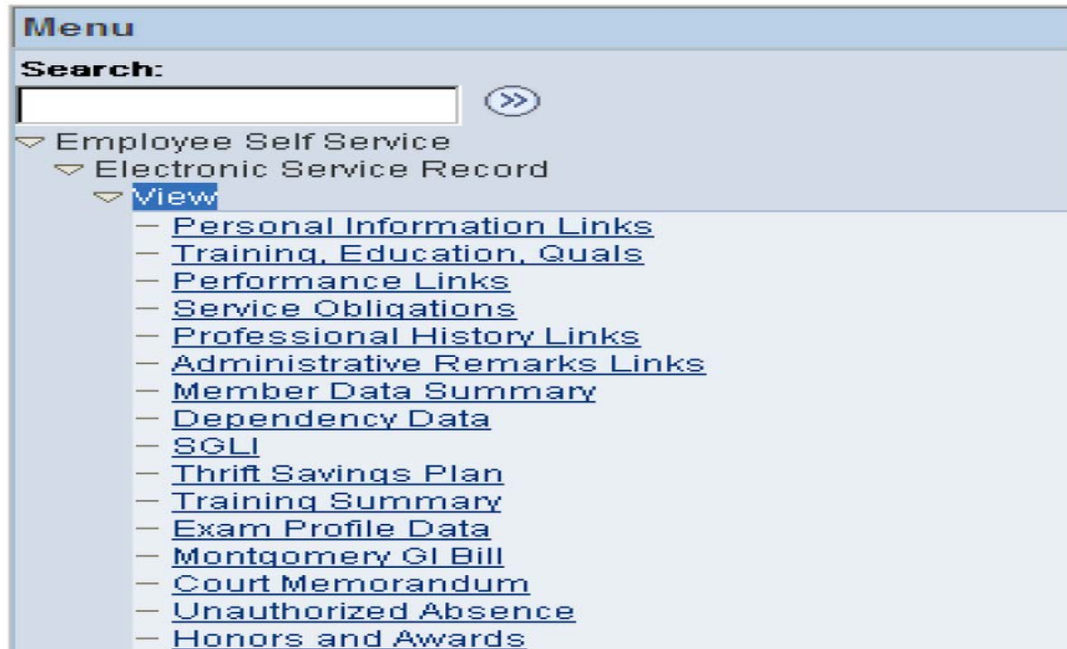 Menu
Search:
Employee Self Service
Electronic Service Record
View
Personal Information Links
Training, Education, Quals
Performance Links
Service Obligations
Professional History Links
Administrative Remarks Links
Member Data Summary
Dependency Data
SGLI
Thrift Savings Plan
Training Summary
Exam Profile Data
Montgomery GI Bill
Court Memorandum
Unauthorized Absence
Honors and Awards